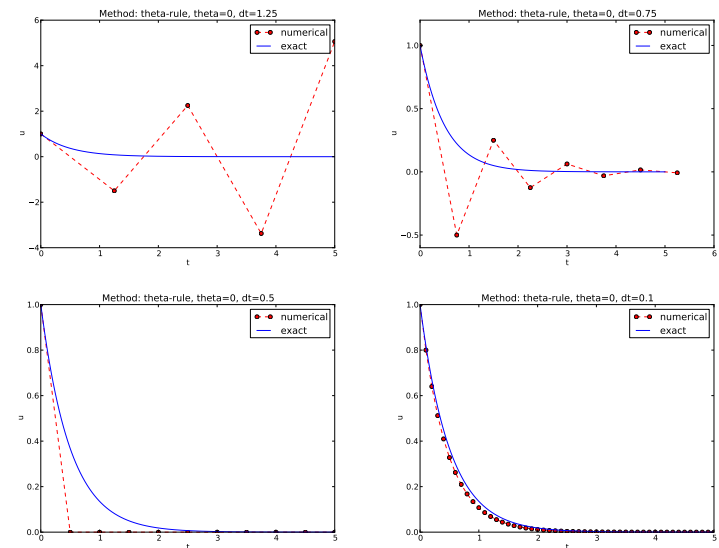 Method: theta-rule, theta=0, dt=1.25
numerical
exact
6
4
2
0
−2
−4
u
0 1 2 3 4 5
t
Method: theta-rule, theta=0, dt=0.75
numerical
exact
1.0
0.5
0.0
−0.5
u
0 1 2 3 4 5 6
t
Method: theta-rule, theta=0, dt=0.5
numerical
exact
1.0
0.8
0.6
0.4
0.2
0.0
u
0 1 2 3 4 5
t
Method: theta-rule, theta=0, dt=0.1
numerical
exact
1.0
0.8
0.6
0.4
0.2
0.0
u
0 1 2 3 4 5
t